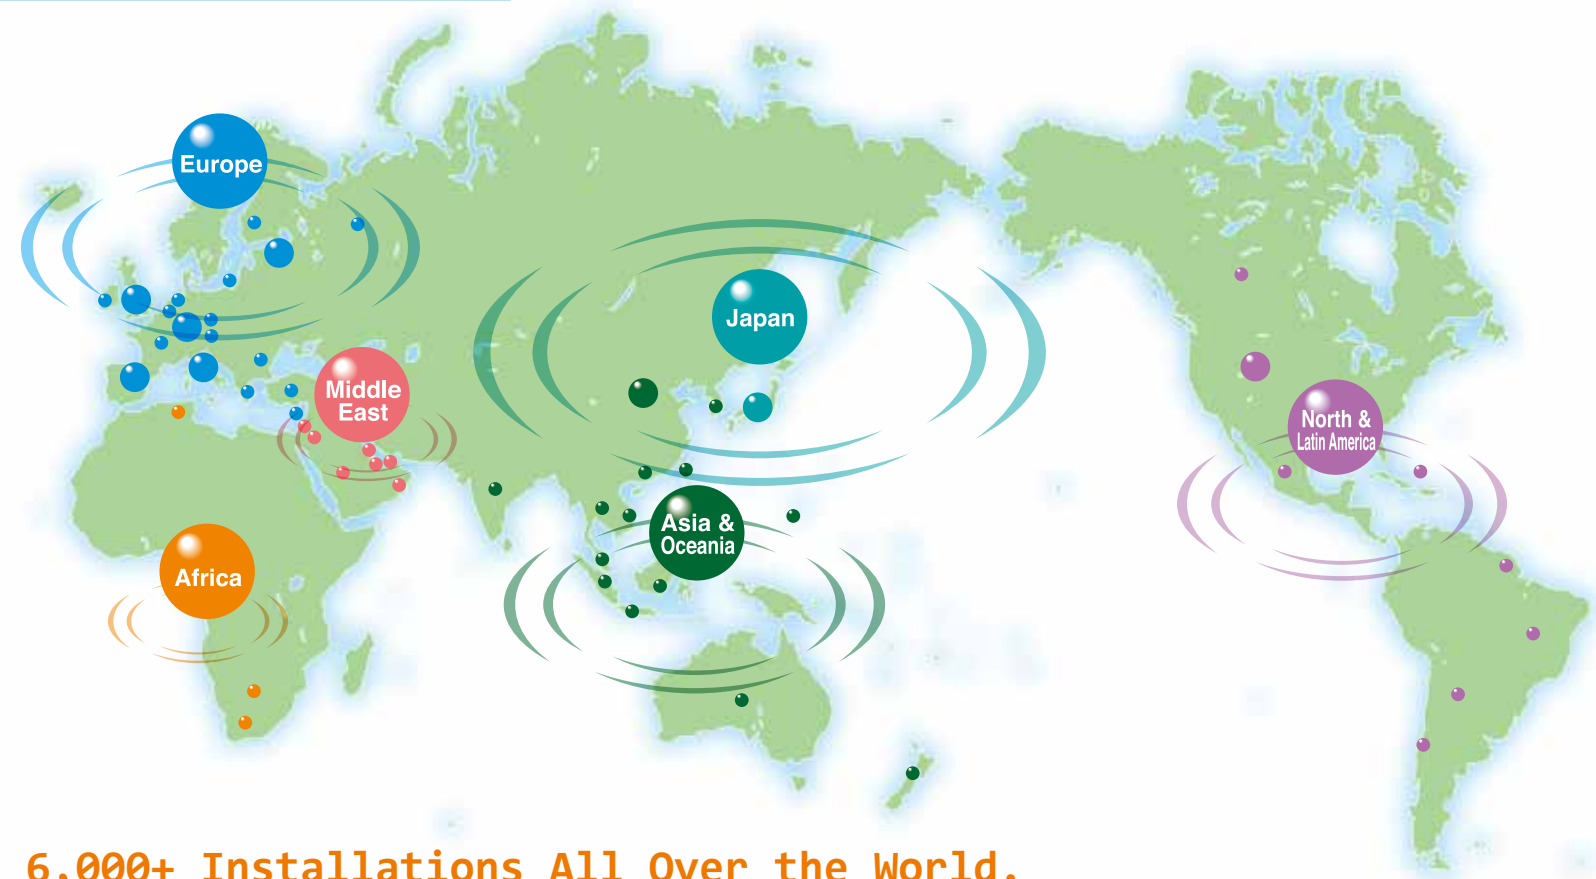 Europe
Japan
Middle
East
North &
Latin America
Asia &
Oceania
Africa
6,000+ Installations All Over the World.